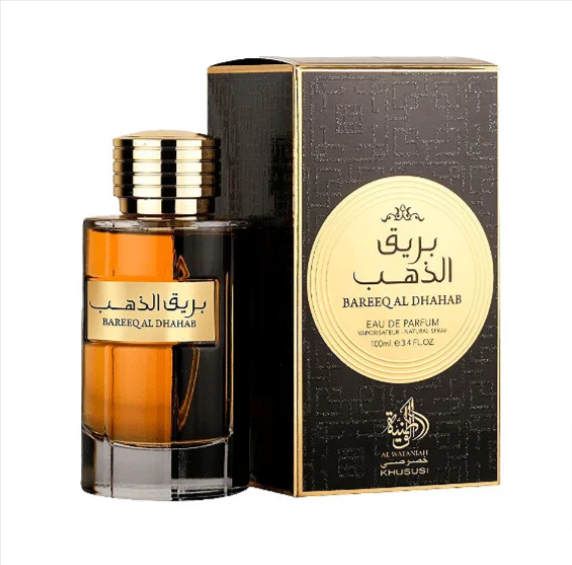 بريق الذهب
BAREEQ AL DHAHAB
بريق
الذهب
BAREEQ AL DHAHAB
EAU DE PARFUM
VAPORISATEUR - NATURAL SPRAY
100ml e 3.4 FL.OZ
الوطنية
AL WATANIAH
خصوصي
KHUSUSI